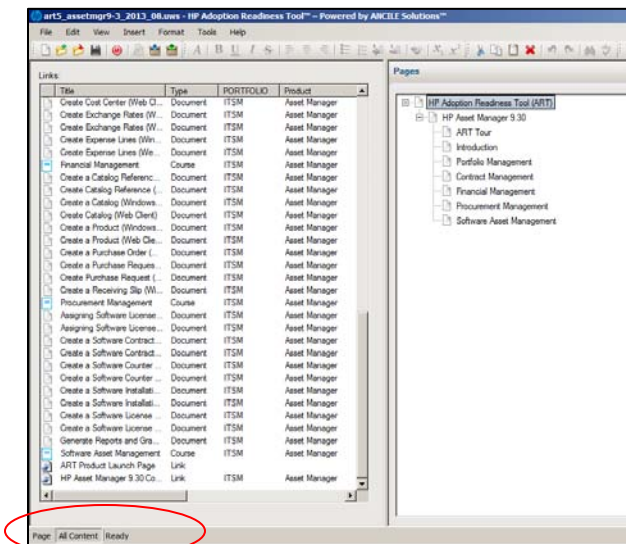 art5_assetmgr9-3_2013_08.uws - HP Adoption Readiness Tool™ - Powered by ANCILE Solutions™
File Edit View Insert Format Tools Help
Links:
Title Type PORTFOLIO Product
Create Cost Center (Web Cl... Document ITSM Asset Manager
Create Exchange Rates (W... Document ITSM Asset Manager
Create Exchange Rates (W... Document ITSM Asset Manager
Create Expense Lines (Win... Document ITSM Asset Manager
Create Expense Lines (We... Document ITSM Asset Manager
Financial Management Course ITSM Asset Manager
Create a Catalog Referenc... Document ITSM Asset Manager
Create Catalog Reference (... Document ITSM Asset Manager
Create a Catalog (Windows... Document ITSM Asset Manager
Create Catalog (Web Client) Document ITSM Asset Manager
Create a Product (Windows... Document ITSM Asset Manager
Create a Product (Web Clie... Document ITSM Asset Manager
Create a Purchase Order (... Document ITSM Asset Manager
Create a Purchase Reques... Document ITSM Asset Manager
Create Purchase Request (... Document ITSM Asset Manager
Create a Receiving Slip (Wi... Document ITSM Asset Manager
Procurement Management Course ITSM Asset Manager
Assigning Software License... Document ITSM Asset Manager
Assigning Software License... Document ITSM Asset Manager
Create a Software Contract... Document ITSM Asset Manager
Create a Software Contract... Document ITSM Asset Manager
Create a Software Counter ... Document ITSM Asset Manager
Create a Software Counter ... Document ITSM Asset Manager
Create a Software Installati... Document ITSM Asset Manager
Create a Software Installati... Document ITSM Asset Manager
Create a Software License ... Document ITSM Asset Manager
Create a Software License ... Document ITSM Asset Manager
Generate Reports and Gra... Document ITSM Asset Manager
Software Asset Management Course ITSM Asset Manager
ART Product Launch Page Link
HP Asset Manager 9.30 Co... Link ITSM Asset Manager
Page All Content Ready
Pages
HP Adoption Readiness Tool (ART)
HP Asset Manager 9.30
ART Tour
Introduction
Portfolio Management
Contract Management
Financial Management
Procurement Management
Software Asset Management